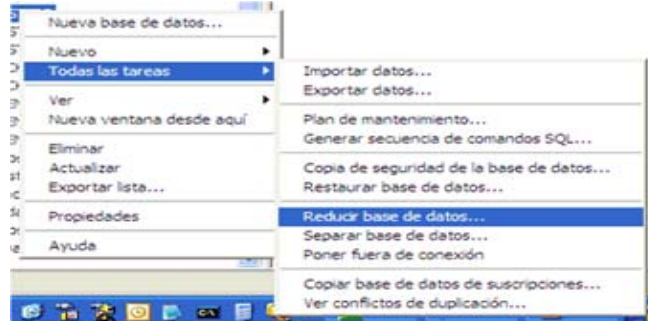 Nueva base de datos...
Nuevo
Todas las tareas
Ver
Nueva ventana desde aquí
Eliminar
Actualizar
Exportar lista...
Propiedades
Ayuda
Importar datos...
Exportar datos...
Plan de mantenimiento...
Generar secuencia de comandos SQL...
Copia de seguridad de la base de datos...
Restaurar base de datos...
Reducir base de datos...
Separar base de datos...
Poner fuera de conexión
Copiar base de datos de suscripciones...
Ver conflictos de duplicación...